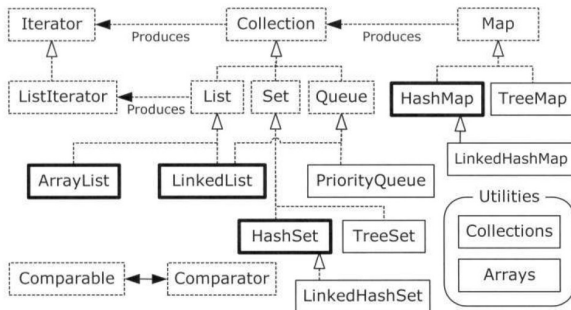 Iterator
Produces
Collection
Produces
Map
ListIterator
Produces
List
Set
Queue
HashMap
TreeMap
ArrayList
LinkedList
PriorityQueue
LinkedHashMap
Utilities
Collections
Arrays
HashSet
TreeSet
Comparable
Comparator
LinkedHashSet